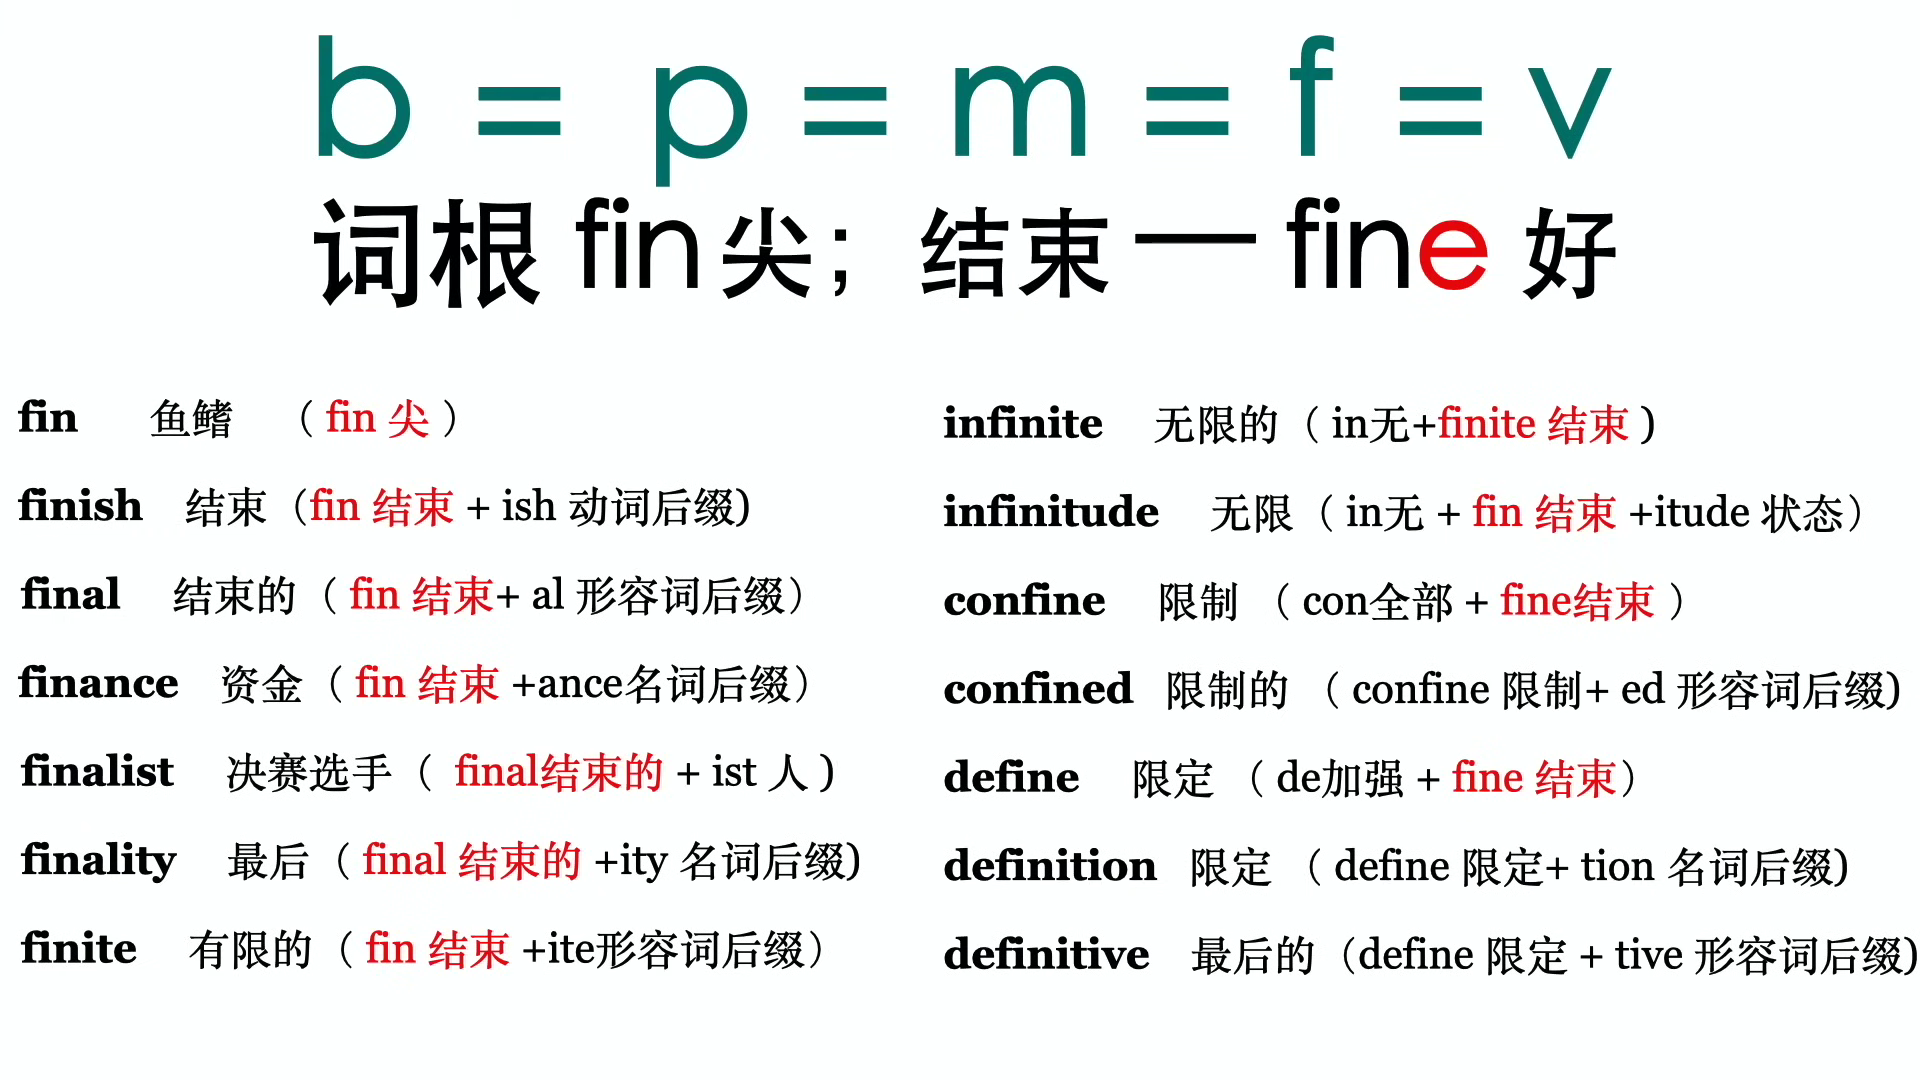 b = p = m = f = v
词根 fin 尖；结束 — fine 好
fin 鱼鳍 （ fin 尖 ）
finish 结束（fin 结束 + ish 动词后缀)
final 结束的（ fin 结束+ al 形容词后缀）
finance 资金（ fin 结束 +ance名词后缀）
finalist 决赛选手（ final结束的 + ist 人 )
finality 最后（ final 结束的 +ity 名词后缀)
finite 有限的（ fin 结束 +ite形容词后缀）
infinite 无限的（ in无+finite 结束 )
infinitude 无限（ in无 + fin 结束 +itude 状态）
confine 限制 （ con全部 + fine结束 ）
confined 限制的 （ confine 限制+ ed 形容词后缀)
define 限定 （ de加强 + fine 结束）
definition 限定 （ define 限定+ tion 名词后缀)
definitive 最后的（define 限定 + tive 形容词后缀)